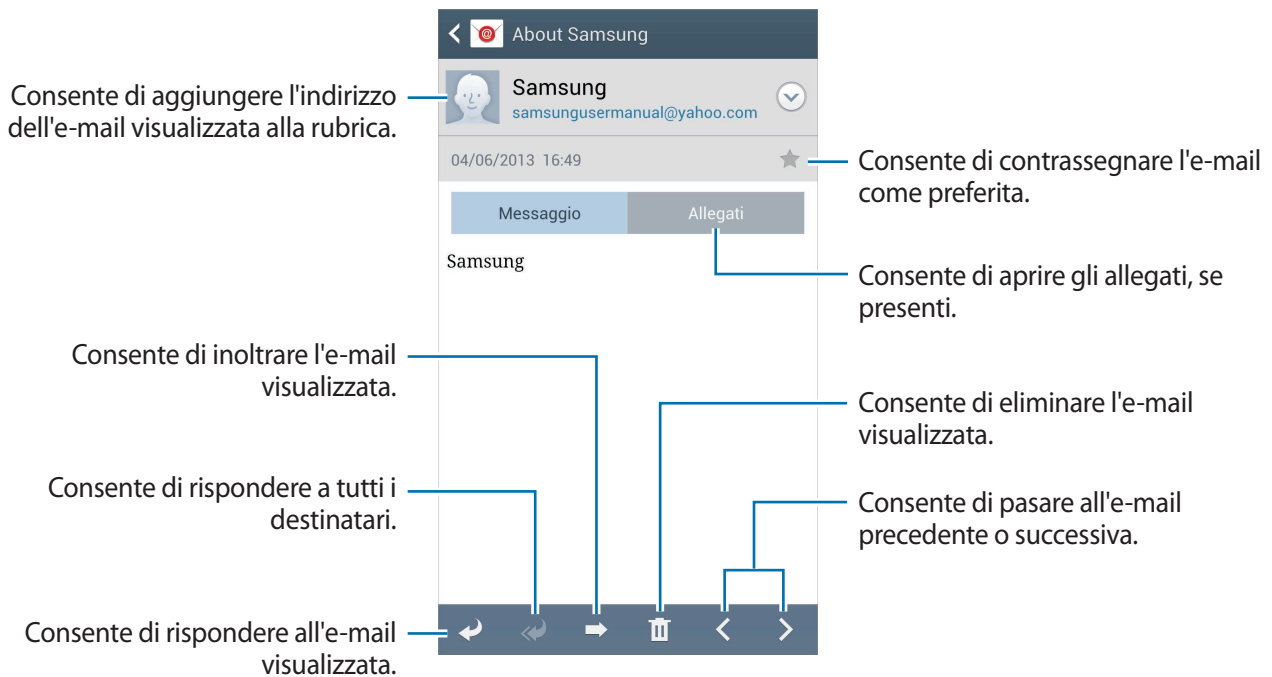 About Samsung
Samsung
samsungusermanual@yahoo.com
Consente di aggiungere l'indirizzo
dell'e-mail visualizzata alla rubrica.
04/06/2013 16:49
Consente di contrassegnare l'e-mail
come preferita.
Messaggio
Allegati
Samsung
Consente di aprire gli allegati, se
presenti.
Consente di inoltrare l'e-mail
visualizzata.
Consente di eliminare l'e-mail
visualizzata.
Consente di rispondere a tutti i
destinatari.
Consente di pasare all'e-mail
precedente o successiva.
Consente di rispondere all'e-mail
visualizzata.